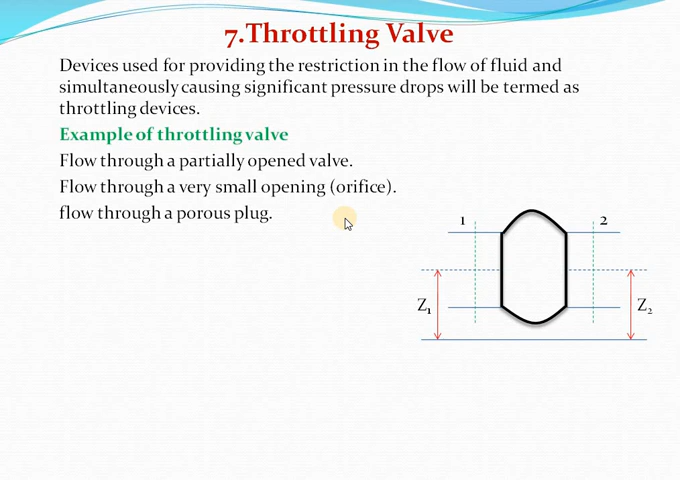 7.Throttling Valve
Devices used for providing the restriction in the flow of fluid and
simultaneously causing significant pressure drops will be termed as
throttling devices.
Example of throttling valve
Flow through a partially opened valve.
Flow through a very small opening (orifice).
flow through a porous plug.
1 2
Z₁ Z₂